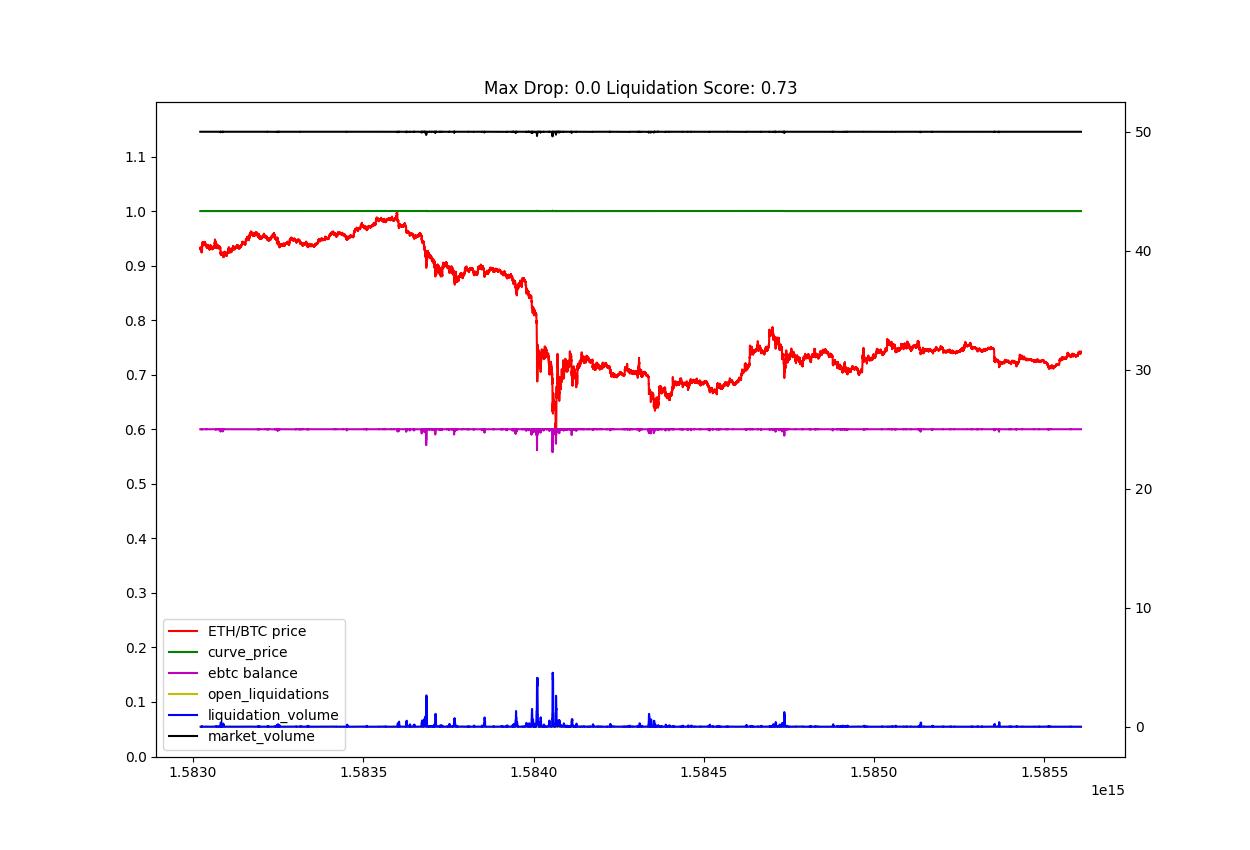 Max Drop: 0.0 Liquidation Score: 0.73
1.1
1.0
0.9
0.8
0.7
0.6
0.5
0.4
0.3
0.2
0.1
0.0
50
40
30
20
10
0
ETH/BTC price
curve_price
ebtc balance
open_liquidations
liquidation_volume
market_volume
1.5830 1.5835 1.5840 1.5845 1.5850 1.5855
1e15